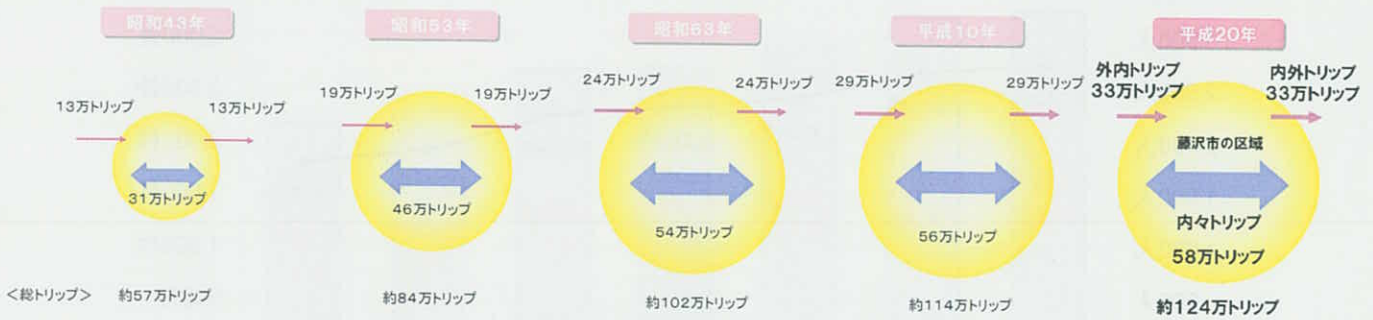 昭和43年
13万トリップ
13万トリップ
31万トリップ
昭和53年
19万トリップ
19万トリップ
46万トリップ
昭和63年
24万トリップ
24万トリップ
54万トリップ
平成10年
29万トリップ
29万トリップ
56万トリップ
平成20年
外内トリップ
33万トリップ
内外トリップ
33万トリップ
藤沢市の区域
内々トリップ
58万トリップ
<総トリップ>
約57万トリップ
約84万トリップ
約102万トリップ
約114万トリップ
約124万トリップ